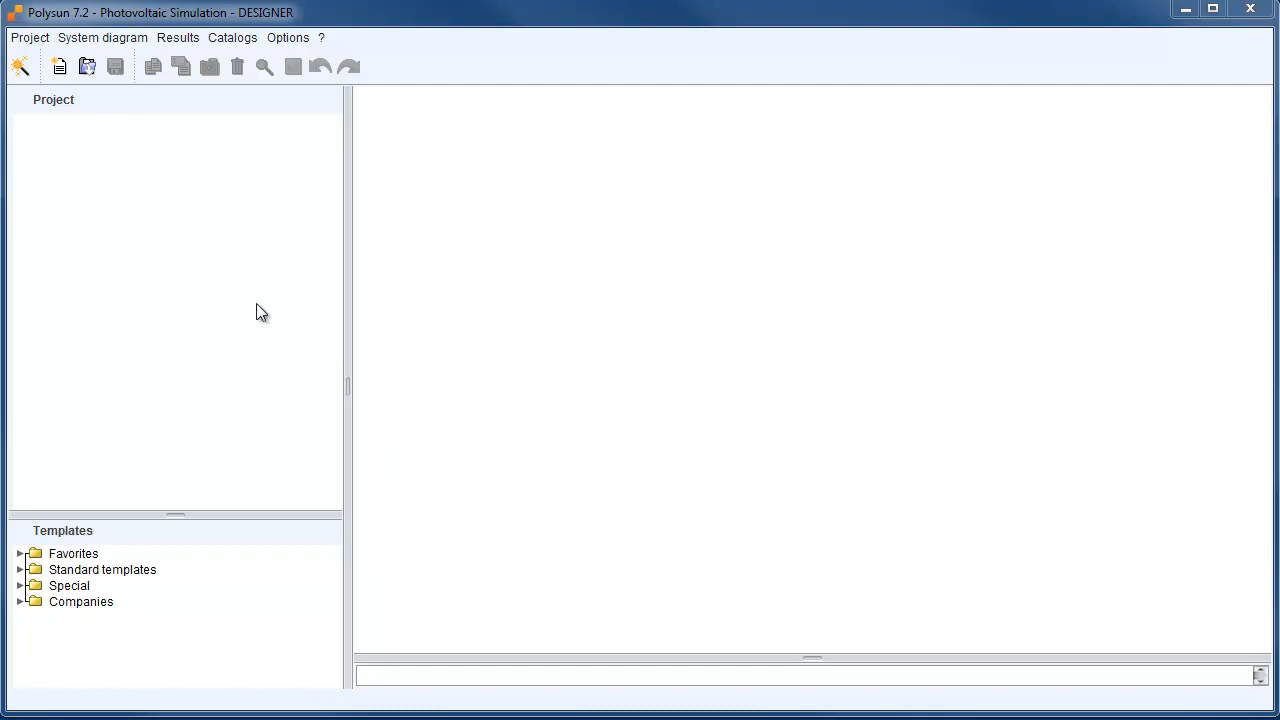 Polysun 7.2 - Photovoltaic Simulation - DESIGNER
Project System diagram Results Catalogs Options ?
Project
Templates
Favorites
Standard templates
Special
Companies